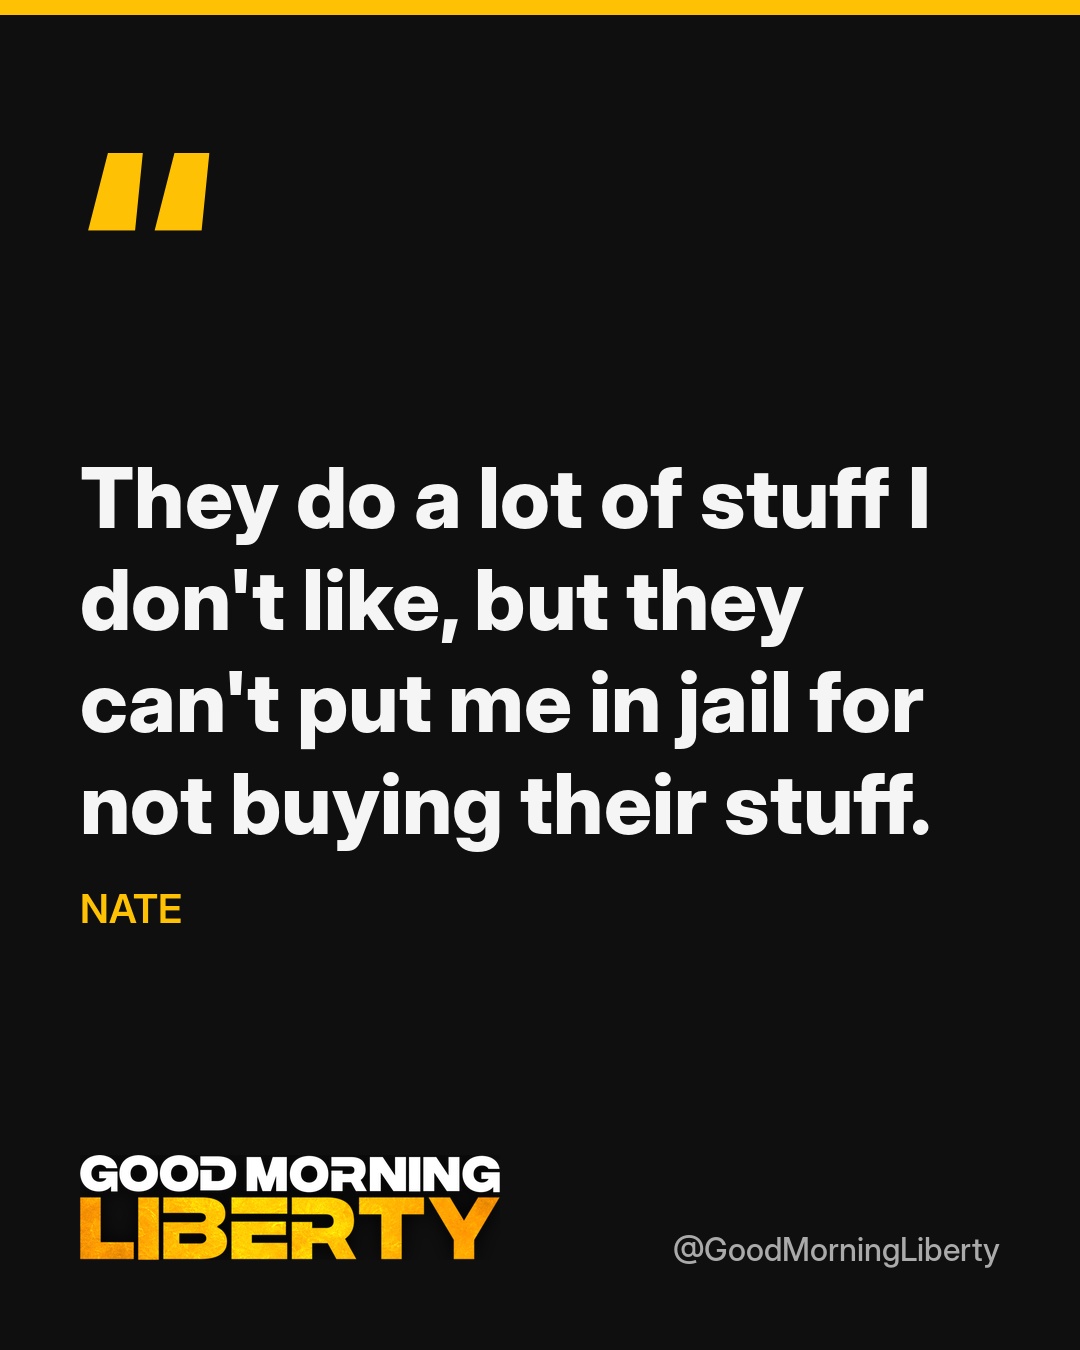 "
They do a lot of stuff I
don't like, but they
can't put me in jail for
not buying their stuff.
NATE
GOOD MORNING
LIBERTY
@GoodMorningLiberty